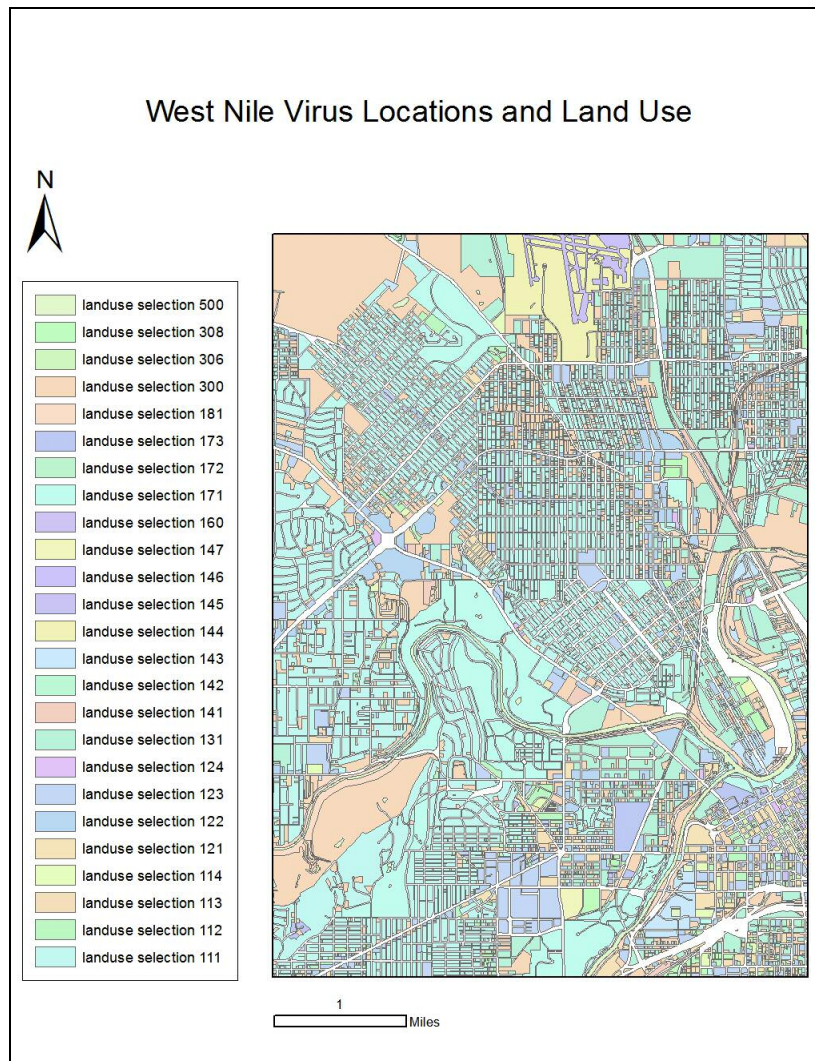 West Nile Virus Locations and Land Use
N
landuse selection 500
landuse selection 308
landuse selection 306
landuse selection 300
landuse selection 181
landuse selection 173
landuse selection 172
landuse selection 171
landuse selection 160
landuse selection 147
landuse selection 146
landuse selection 145
landuse selection 144
landuse selection 143
landuse selection 142
landuse selection 141
landuse selection 131
landuse selection 124
landuse selection 123
landuse selection 122
landuse selection 121
landuse selection 114
landuse selection 113
landuse selection 112
landuse selection 111
1
Miles